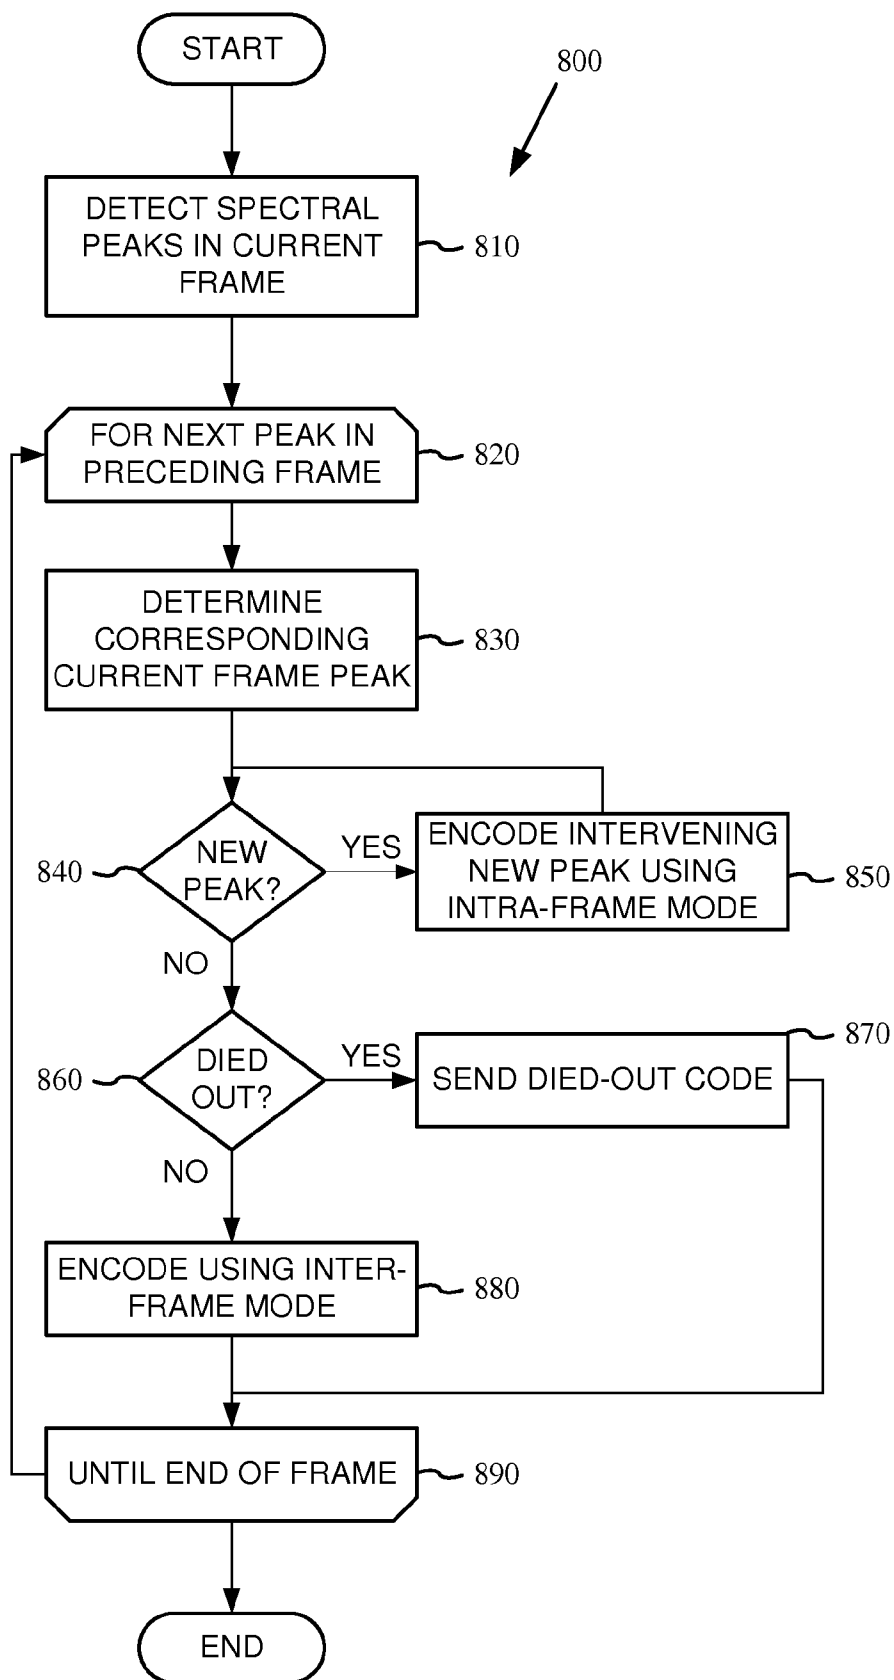 START
800
DETECT SPECTRAL
PEAKS IN CURRENT
FRAME
810
FOR NEXT PEAK IN
PRECEDING FRAME
820
DETERMINE
CORRESPONDING
CURRENT FRAME PEAK
830
840
NEW
PEAK?
YES
ENCODE INTERVENING
NEW PEAK USING
INTRA-FRAME MODE
850
NO
860
DIED
OUT?
YES
SEND DIED-OUT CODE
870
NO
ENCODE USING INTER-
FRAME MODE
880
UNTIL END OF FRAME
890
END